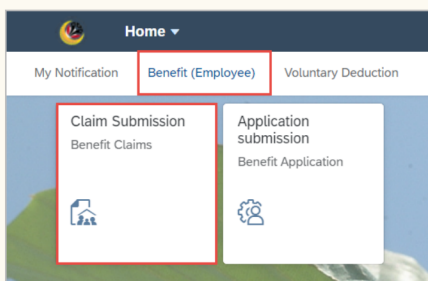 Home
My Notification Benefit (Employee) Voluntary Deduction
Claim Submission
Benefit Claims
Application
submission
Benefit Application